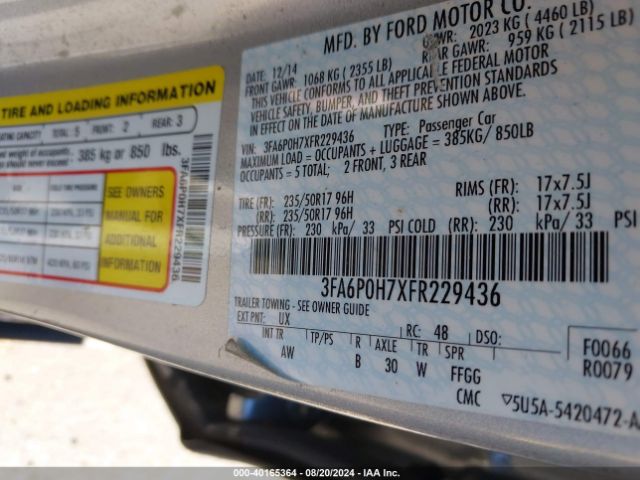 MFD. BY FORD MOTOR CO.
DATE: 12/14
GVWR: 2023 KG ( 4460 LB)
FRONT GAWR: 1068 KG ( 2355 LB)
REAR GAWR: 959 KG ( 2115 LB)
THIS VEHICLE CONFORMS TO ALL APPLICABLE FEDERAL MOTOR
VEHICLE SAFETY, BUMPER, AND THEFT PREVENTION STANDARDS
IN EFFECT ON THE DATE OF MANUFACTURE SHOWN ABOVE.
VIN: 3FA6P0H7XFR229436
TYPE: Passenger Car
MAXIMUM LOAD = OCCUPANTS + LUGGAGE = 385KG/ 850LB
OCCUPANTS = 5 TOTAL; 2 FRONT, 3 REAR
TIRE (FR): 235/50R17 96H
RIMS (FR): 17x7.5J
(RR): 235/50R17 96H
(RR): 17x7.5J
PRESSURE (FR): 230 kPa/ 33 PSI COLD (RR): 230 kPa/ 33
3FA6P0H7XFR229436
TRAILER TOWING - SEE OWNER GUIDE
EXT PNT: UX
RC: 48
DSO:
F0066
R0079
INT TR
TP/PS
R
AXLE
TR
SPR
AW
B
30
W
FFGG
CMC
5U5A-5420472-A
TIRE AND LOADING INFORMATION
SEATING CAPACITY
TOTAL: 5
FRONT: 2
REAR: 3
weight of occupants
never exceed: 385 kg or 850 lbs.
SEE OWNERS
MANUAL FOR
ADDITIONAL
INFORMATION
3FA6P0H7XFR229436
000-40165364 - 08/20/2024 - IAA Inc.